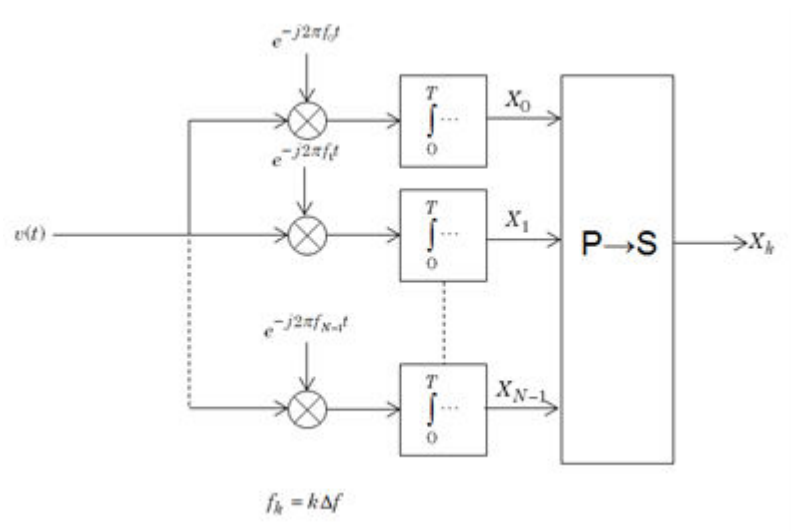 e^{-j2πf_0t}
T
∫ ...
0
X_0
e^{-j2πf_1t}
v(t)
T
∫ ...
0
X_1
P→S
X_k
e^{-j2πf_{N-1}t}
T
∫ ...
0
X_{N-1}
f_k = kΔf